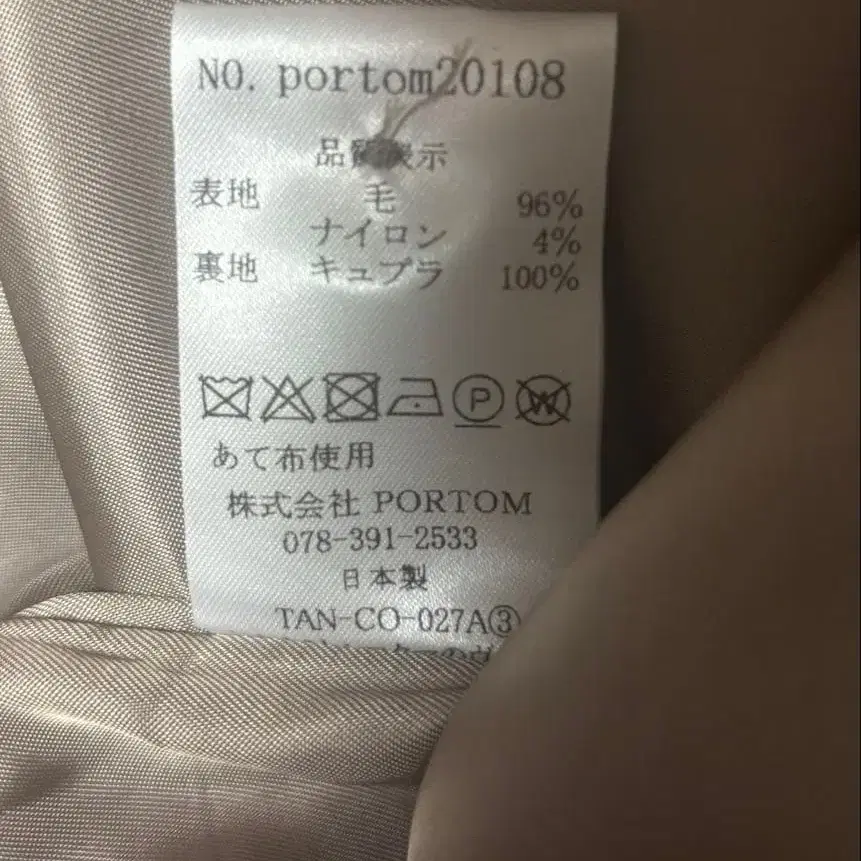 NO. portom20108
品質表示
表地 毛 96%
ナイロン 4%
裏地 キュプラ 100%
P W
あて布使用
株式会社 PORTOM
078-391-2533
日本製
TAN-CO-027A③